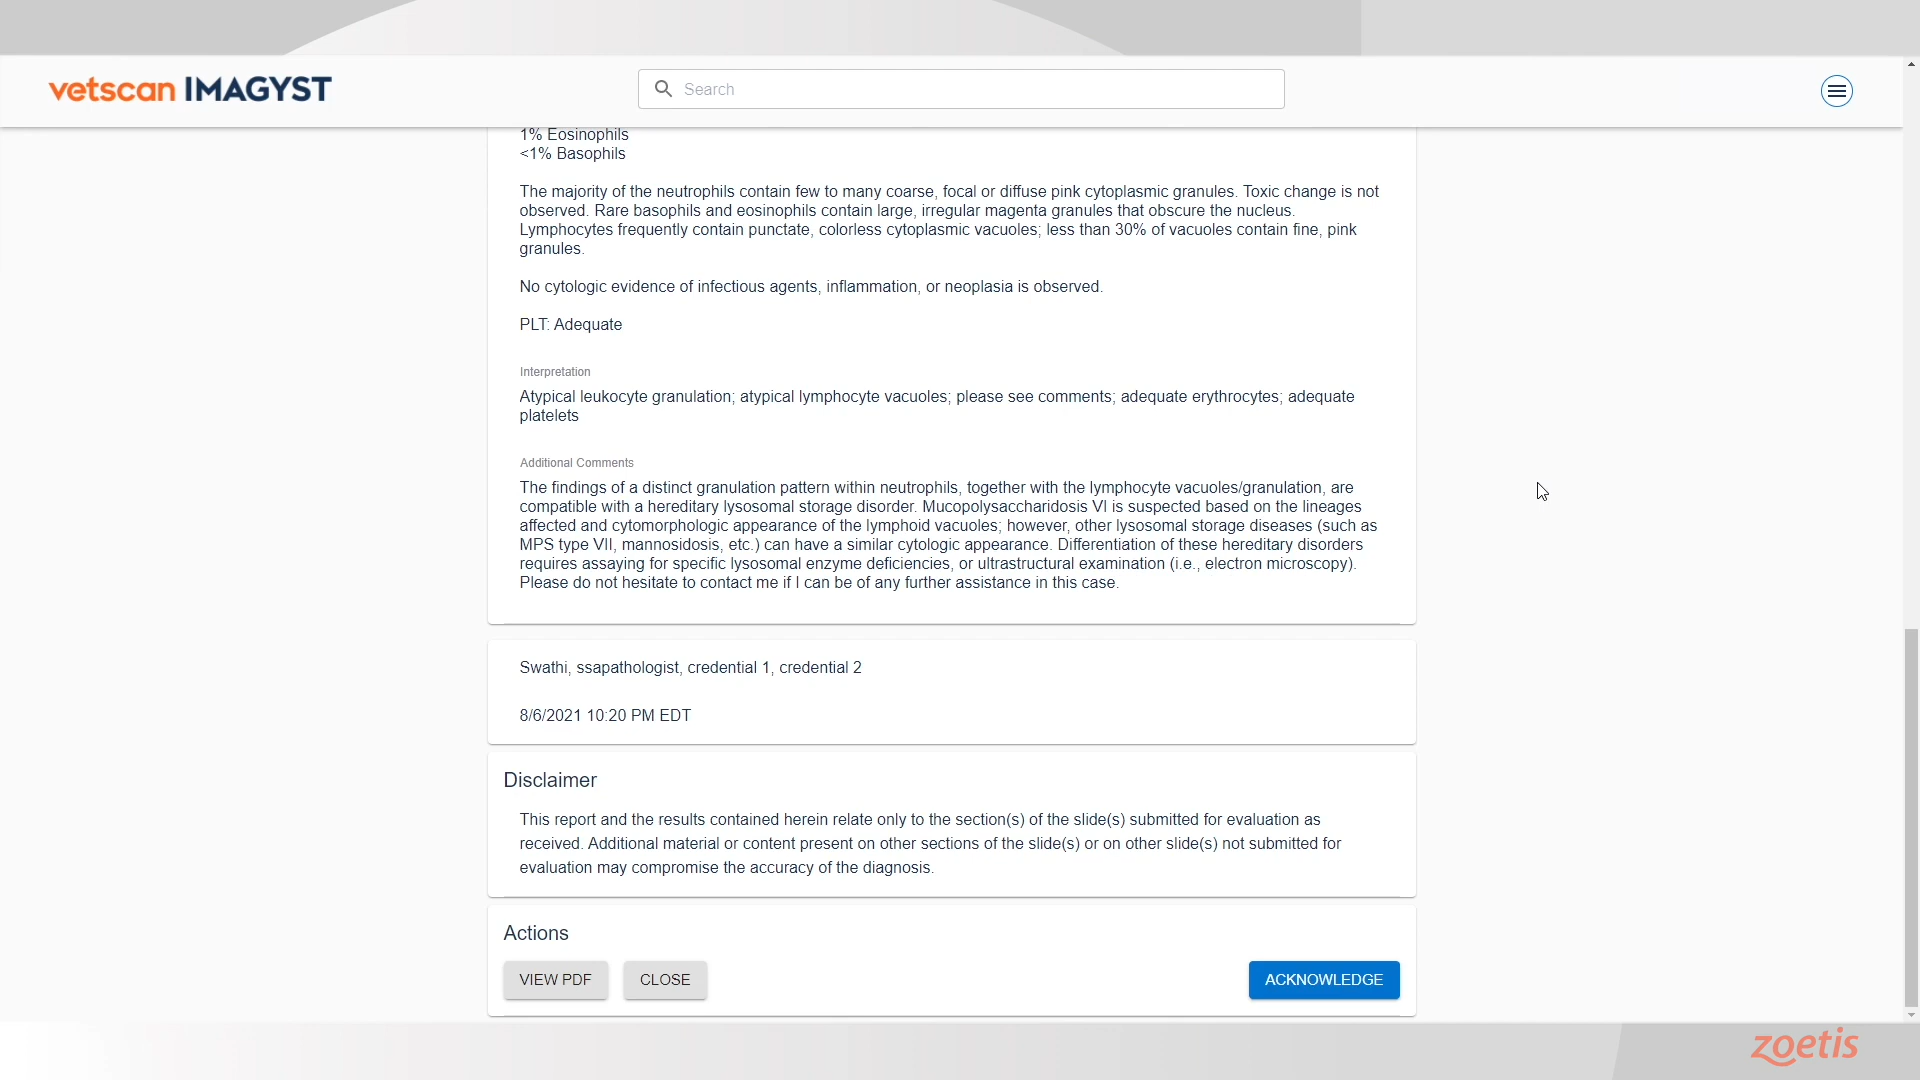 vetscan IMAGYST
Search
1% Eosinophils
<1% Basophils
The majority of the neutrophils contain few to many coarse, focal or diffuse pink cytoplasmic granules. Toxic change is not
observed. Rare basophils and eosinophils contain large, irregular magenta granules that obscure the nucleus.
Lymphocytes frequently contain punctate, colorless cytoplasmic vacuoles; less than 30% of vacuoles contain fine, pink
granules.
No cytologic evidence of infectious agents, inflammation, or neoplasia is observed.
PLT: Adequate
Interpretation
Atypical leukocyte granulation; atypical lymphocyte vacuoles; please see comments; adequate erythrocytes; adequate
platelets
Additional Comments
The findings of a distinct granulation pattern within neutrophils, together with the lymphocyte vacuoles/granulation, are
compatible with a hereditary lysosomal storage disorder. Mucopolysaccharidosis VI is suspected based on the lineages
affected and cytomorphologic appearance of the lymphoid vacuoles; however, other lysosomal storage diseases (such as
MPS type VII, mannosidosis, etc.) can have a similar cytologic appearance. Differentiation of these hereditary disorders
requires assaying for specific lysosomal enzyme deficiencies, or ultrastructural examination (i.e., electron microscopy).
Please do not hesitate to contact me if I can be of any further assistance in this case.
Swathi, ssapathologist, credential 1, credential 2
8/6/2021 10:20 PM EDT
Disclaimer
This report and the results contained herein relate only to the section(s) of the slide(s) submitted for evaluation as
received. Additional material or content present on other sections of the slide(s) or on other slide(s) not submitted for
evaluation may compromise the accuracy of the diagnosis.
Actions
VIEW PDF CLOSE ACKNOWLEDGE
zoetis